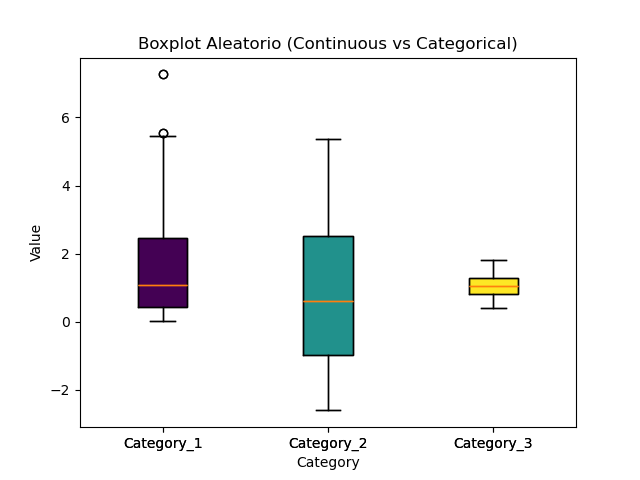 Boxplot Aleatorio (Continuous vs Categorical)
6
4
2
0
−2
Value
Category_1 Category_2 Category_3
Category